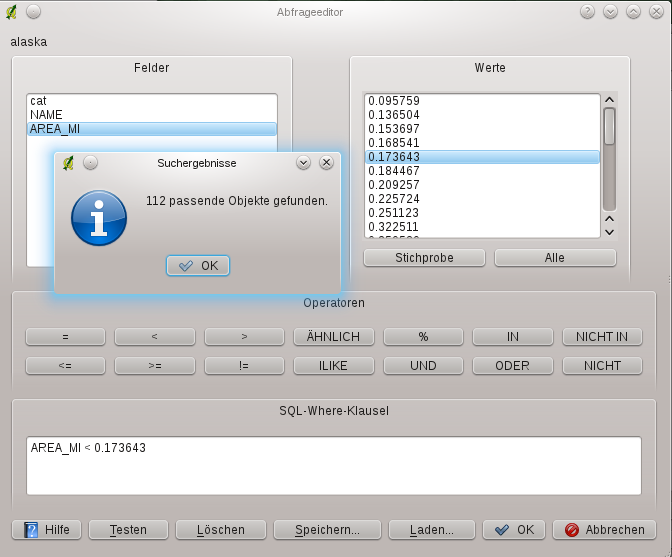 Abfrageeditor
alaska
Felder
cat
NAME
AREA_MI
Werte
0.095759
0.136504
0.153697
0.168541
0.173643
0.184467
0.209257
0.225724
0.251123
0.322511
Stichprobe
Alle
Suchergebnisse
112 passende Objekte gefunden.
OK
Operatoren
=
<
>
ÄHNLICH
%
IN
NICHT IN
<=
>=
!=
ILIKE
UND
ODER
NICHT
SQL-Where-Klausel
AREA_MI < 0.173643
Hilfe
Testen
Löschen
Speichern...
Laden...
OK
Abbrechen